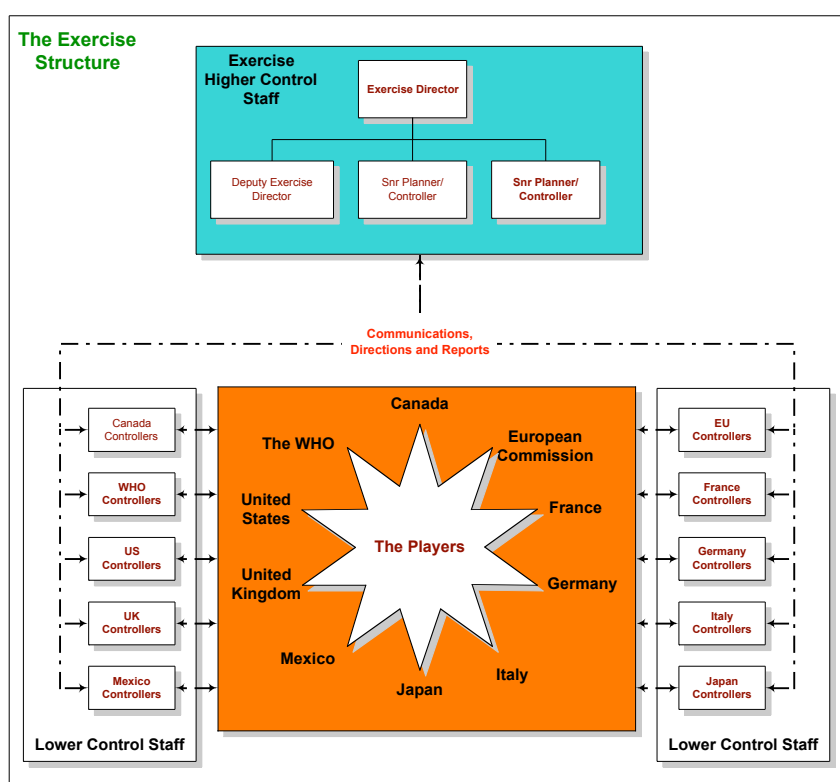 The Exercise
Structure
Exercise
Higher Control
Staff
Exercise Director
Deputy Exercise
Director
Snr Planner/
Controller
Snr Planner/
Controller
Communications,
Directions and Reports
Canada
Controllers
WHO
Controllers
US
Controllers
UK
Controllers
Mexico
Controllers
Lower Control Staff
Canada
The WHO
European
Commission
United
States
France
The Players
United
Kingdom
Germany
Mexico
Italy
Japan
EU
Controllers
France
Controllers
Germany
Controllers
Italy
Controllers
Japan
Controllers
Lower Control Staff